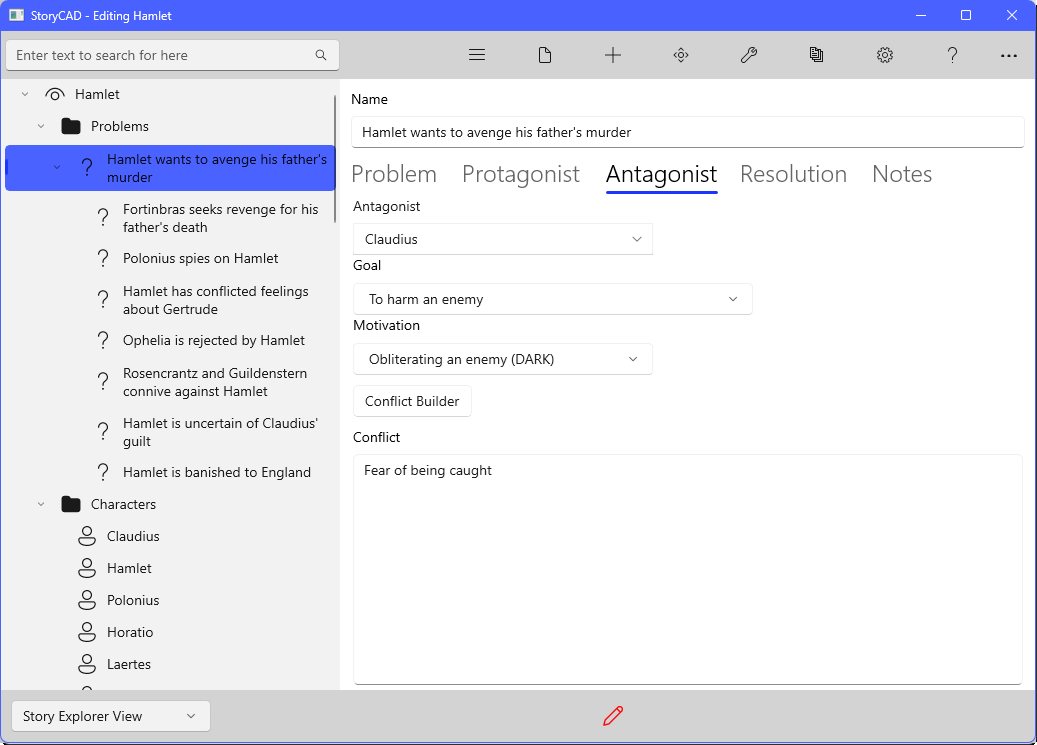 StoryCAD - Editing Hamlet
Enter text to search for here
Hamlet
Problems
Hamlet wants to avenge his father's
murder
Fortinbras seeks revenge for his
father's death
Polonius spies on Hamlet
Hamlet has conflicted feelings
about Gertrude
Ophelia is rejected by Hamlet
Rosencrantz and Guildenstern
connive against Hamlet
Hamlet is uncertain of Claudius'
guilt
Hamlet is banished to England
Characters
Claudius
Hamlet
Polonius
Horatio
Laertes
Name
Hamlet wants to avenge his father's murder
Problem Protagonist Antagonist Resolution Notes
Antagonist
Claudius
Goal
To harm an enemy
Motivation
Obliterating an enemy (DARK)
Conflict Builder
Conflict
Fear of being caught
Story Explorer View